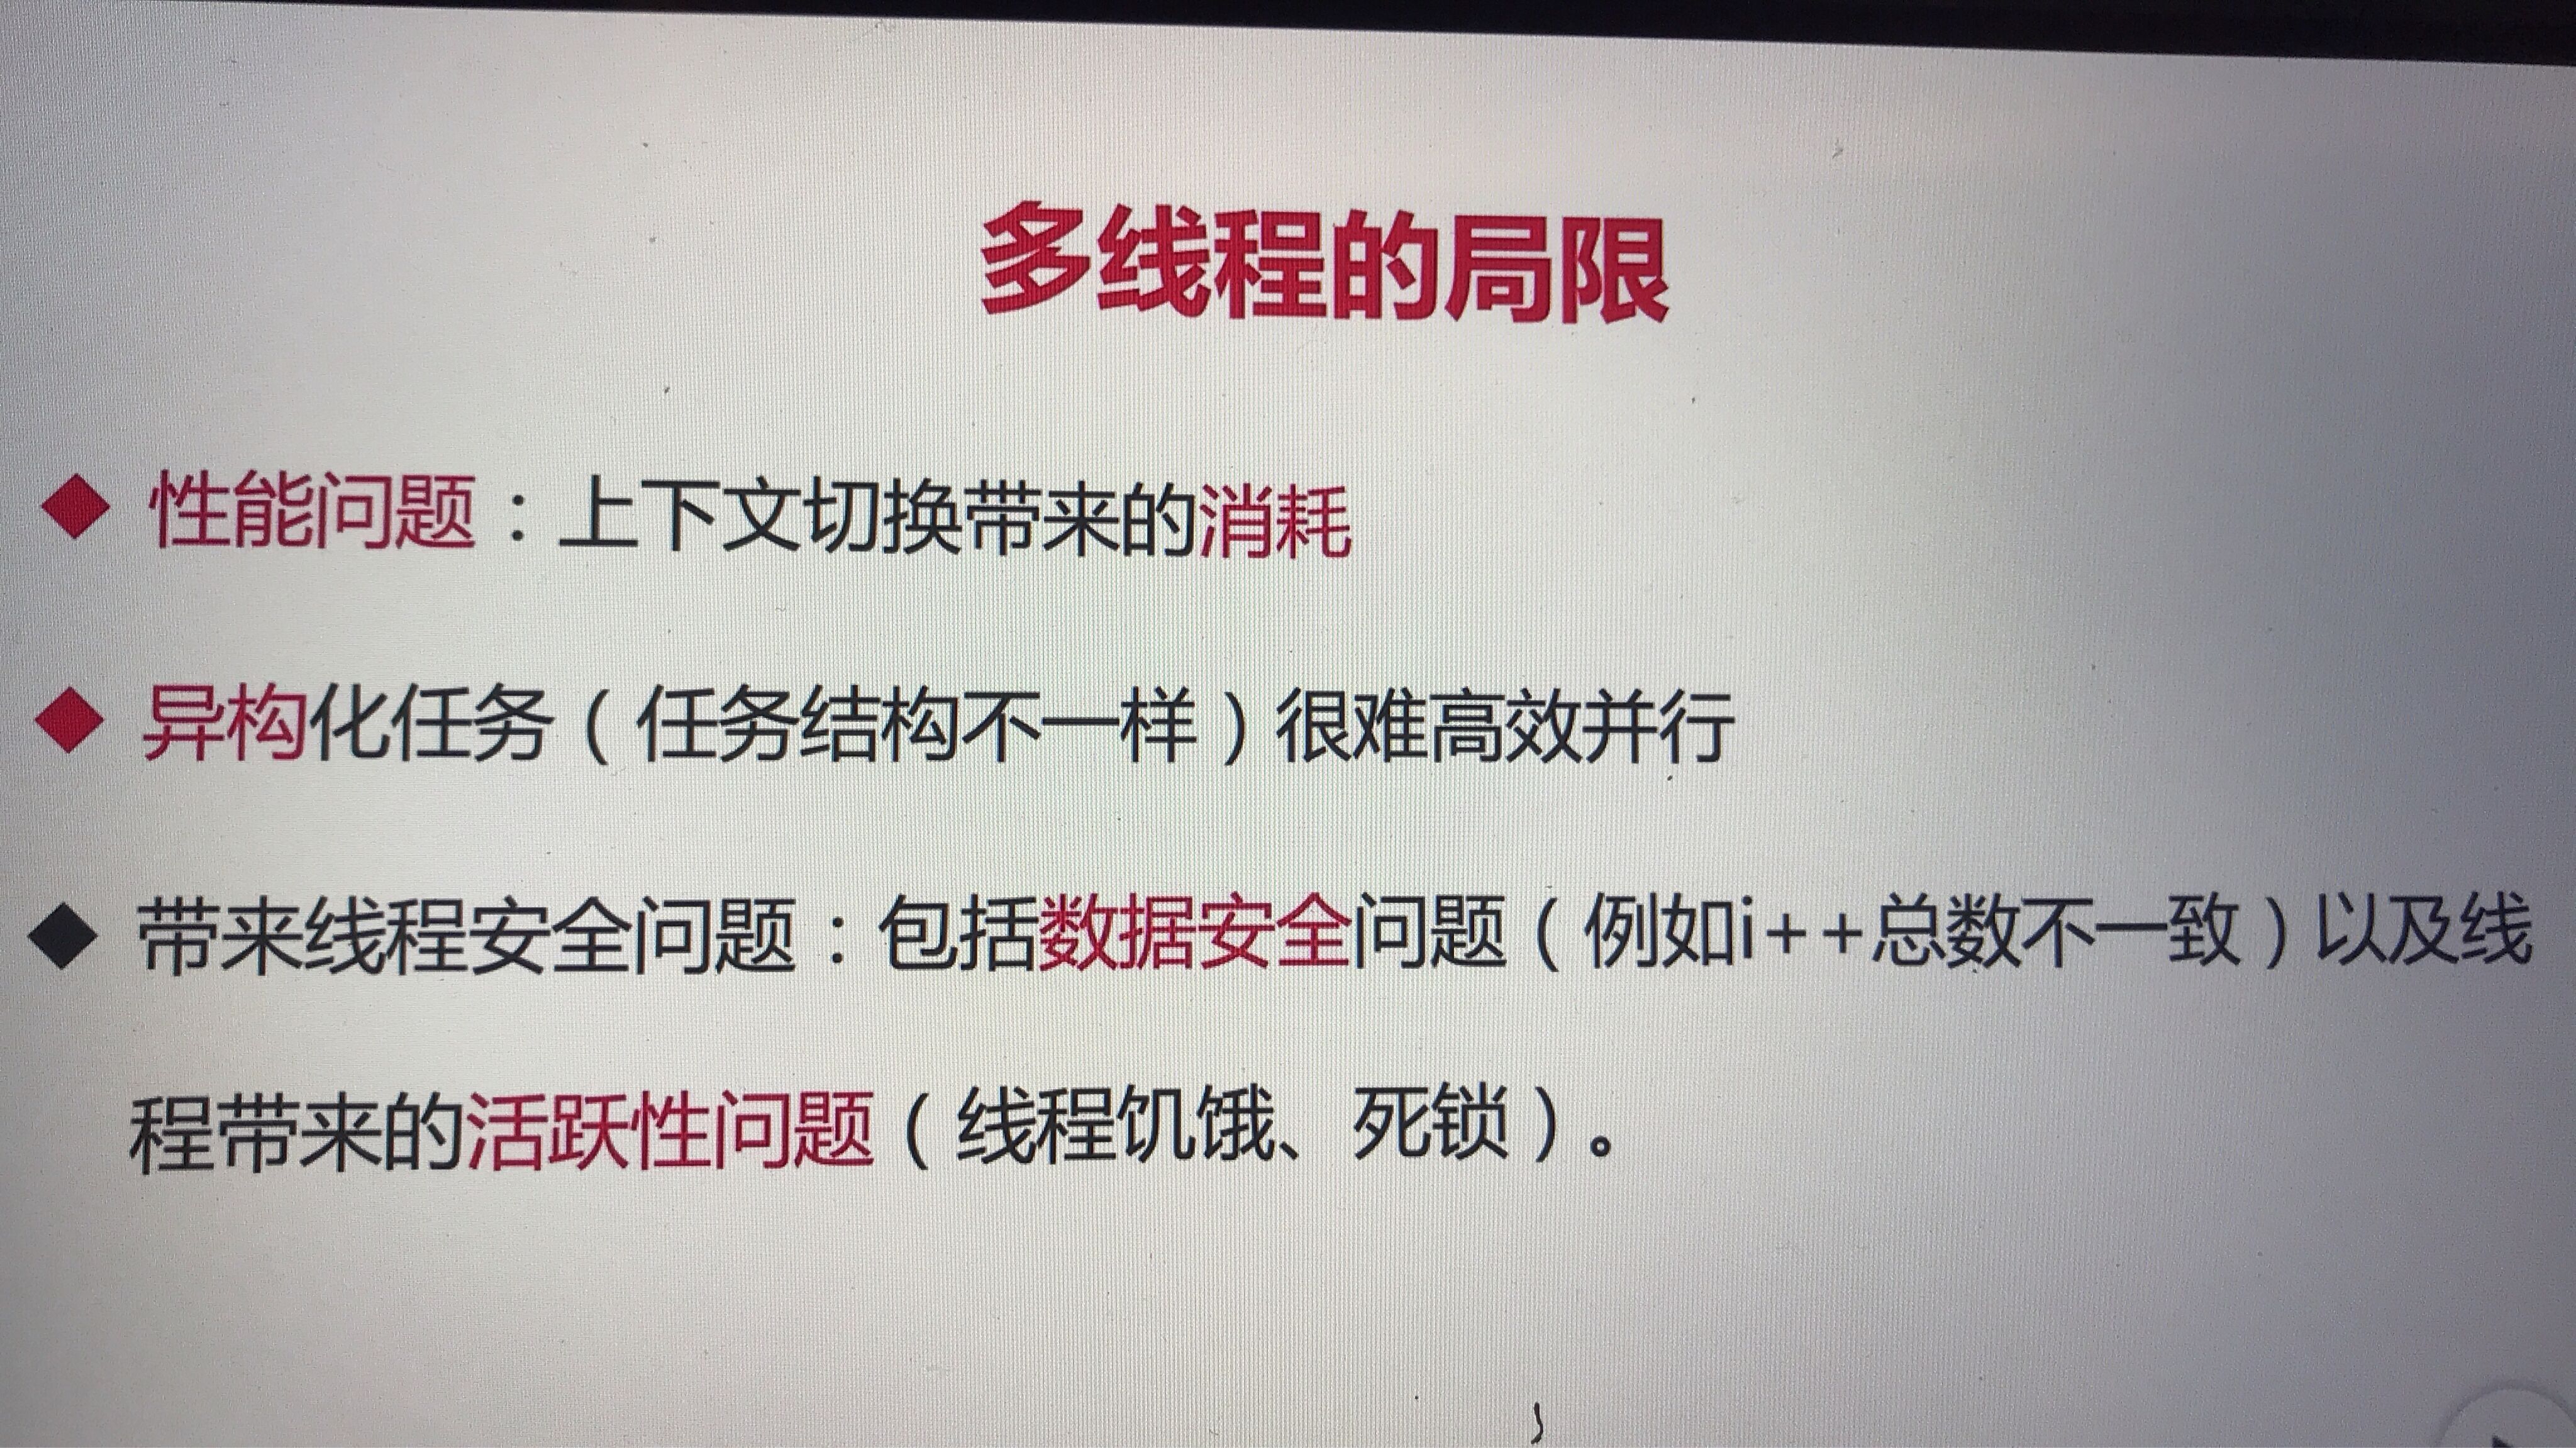 多线程的局限
◆ 性能问题：上下文切换带来的消耗
◆ 异构化任务（任务结构不一样）很难高效并行
◆ 带来线程安全问题：包括数据安全问题（例如i++总数不一致）以及线
程带来的活跃性问题（线程饥饿、死锁）。